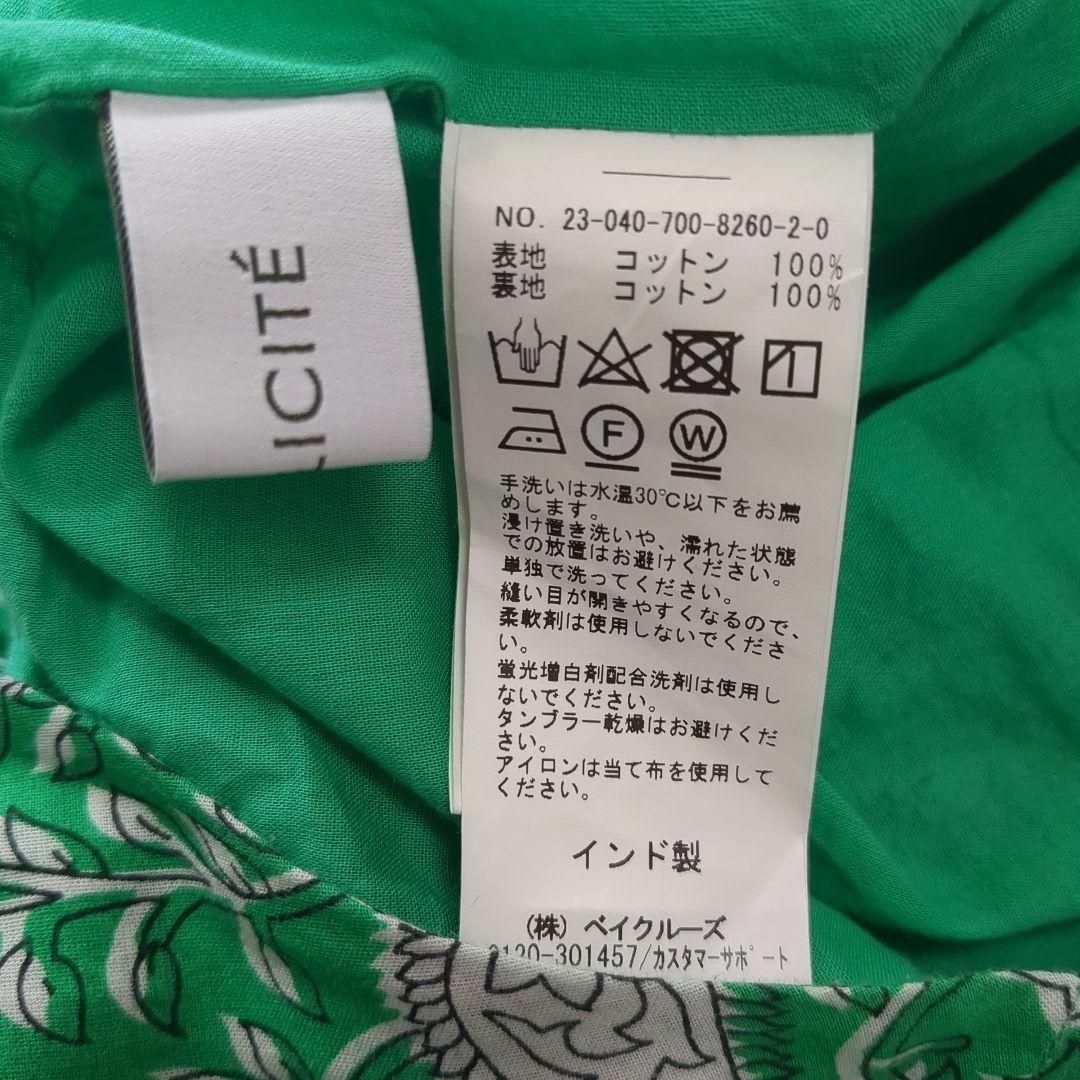 LICITÉ
NO. 23-040-700-8260-2-0
表地 コットン 100%
裏地 コットン 100%
F
W
手洗いは水温30℃以下をお薦
めします。
浸け置き洗いや、濡れた状態
での放置はお避けください。
単独で洗ってください。
縫い目が開きやすくなるので、
柔軟剤は使用しないでくださ
い。
蛍光増白剤配合洗剤は使用し
ないでください。
タンブラー乾燥はお避けくだ
さい。
アイロンは当て布を使用して
ください。
インド製
(株) ベイクルーズ
0120-301457/カスタマーサポート